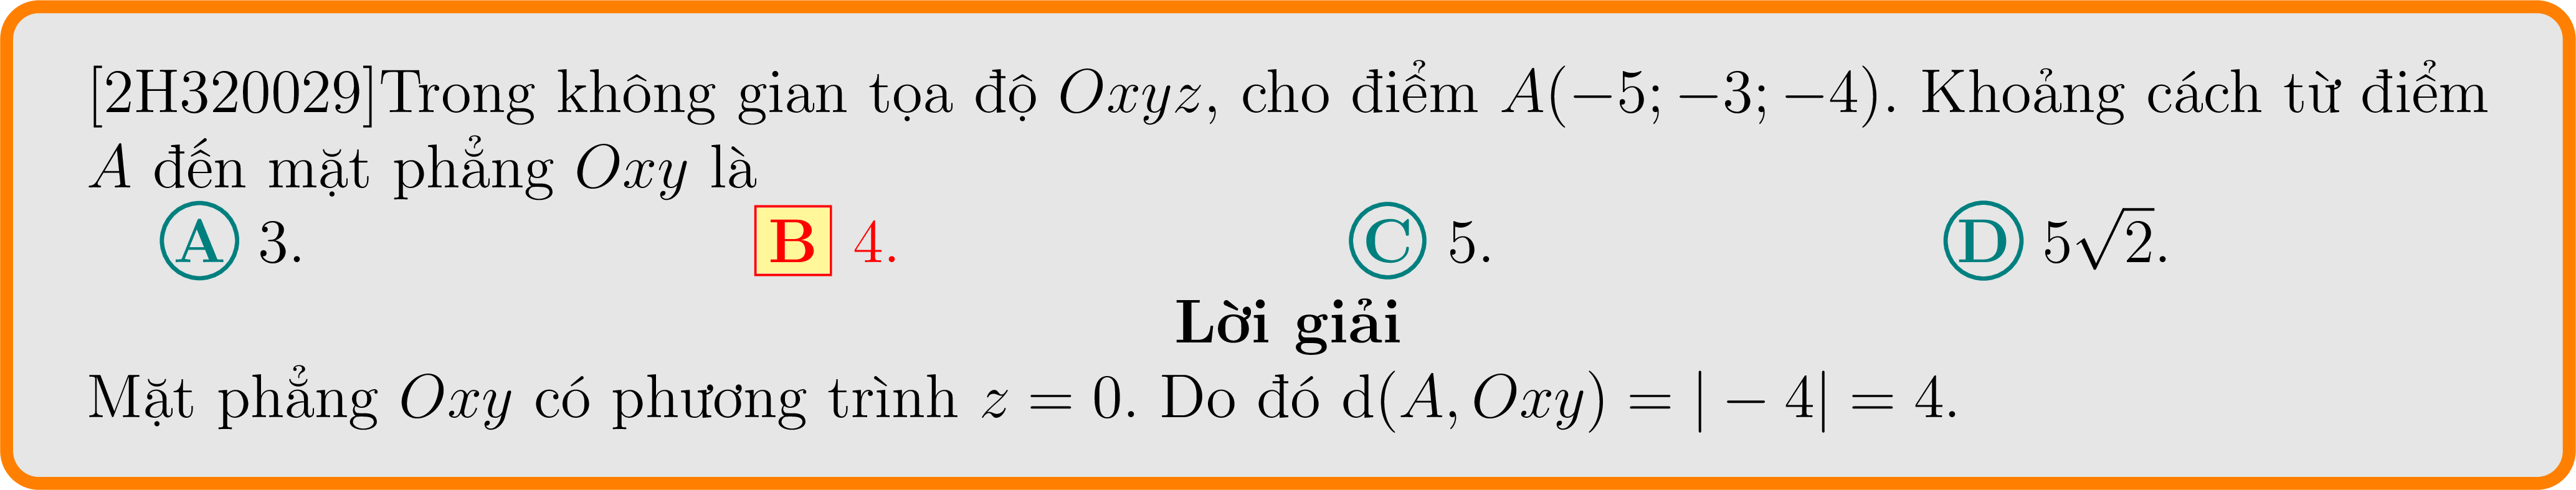 [2H320029]Trong không gian tọa độ Oxyz, cho điểm A(−5; −3; −4). Khoảng cách từ điểm
A đến mặt phẳng Oxy là
A 3. B 4. C 5. D 5√2.
Lời giải
Mặt phẳng Oxy có phương trình z = 0. Do đó d(A, Oxy) = | − 4| = 4.